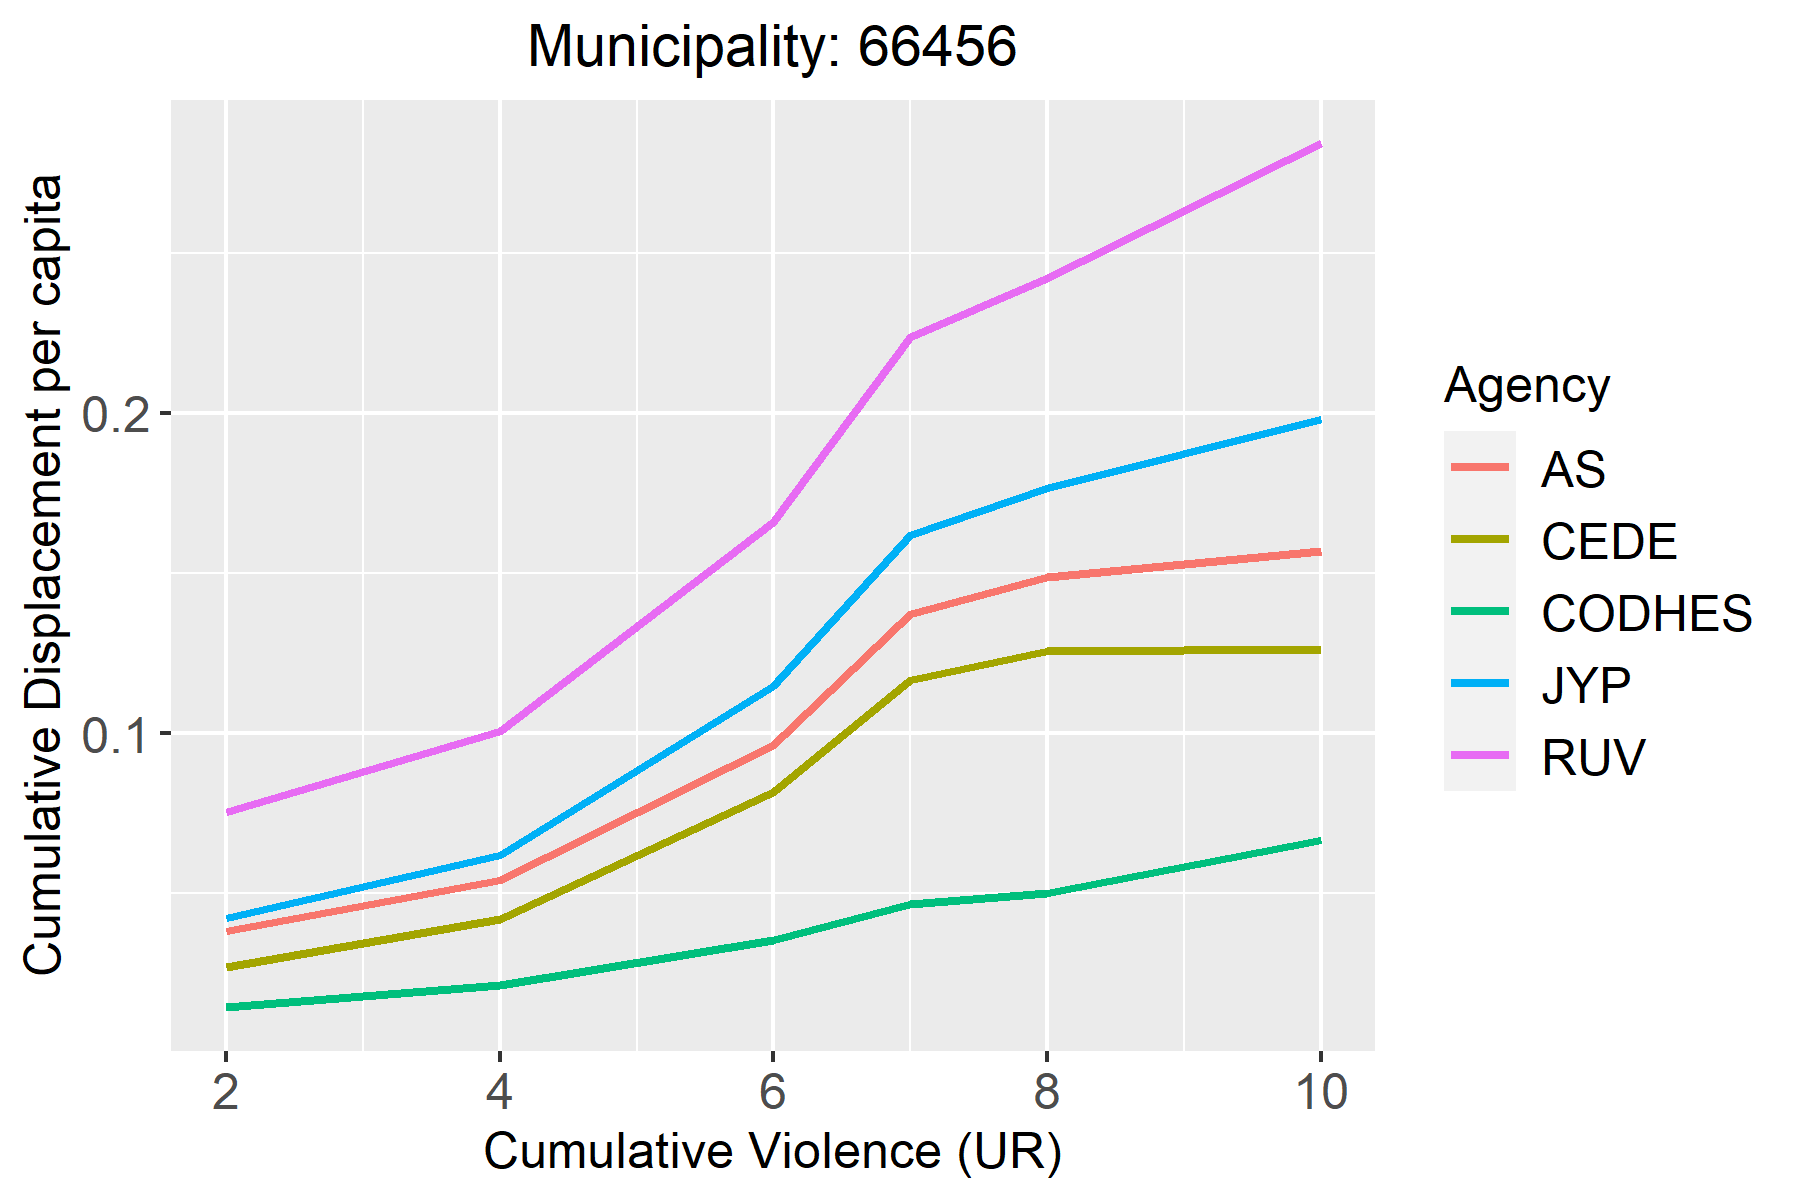 Municipality: 66456
Cumulative Displacement per capita
0.2
0.1
2 4 6 8 10
Cumulative Violence (UR)
Agency
AS
CEDE
CODHES
JYP
RUV